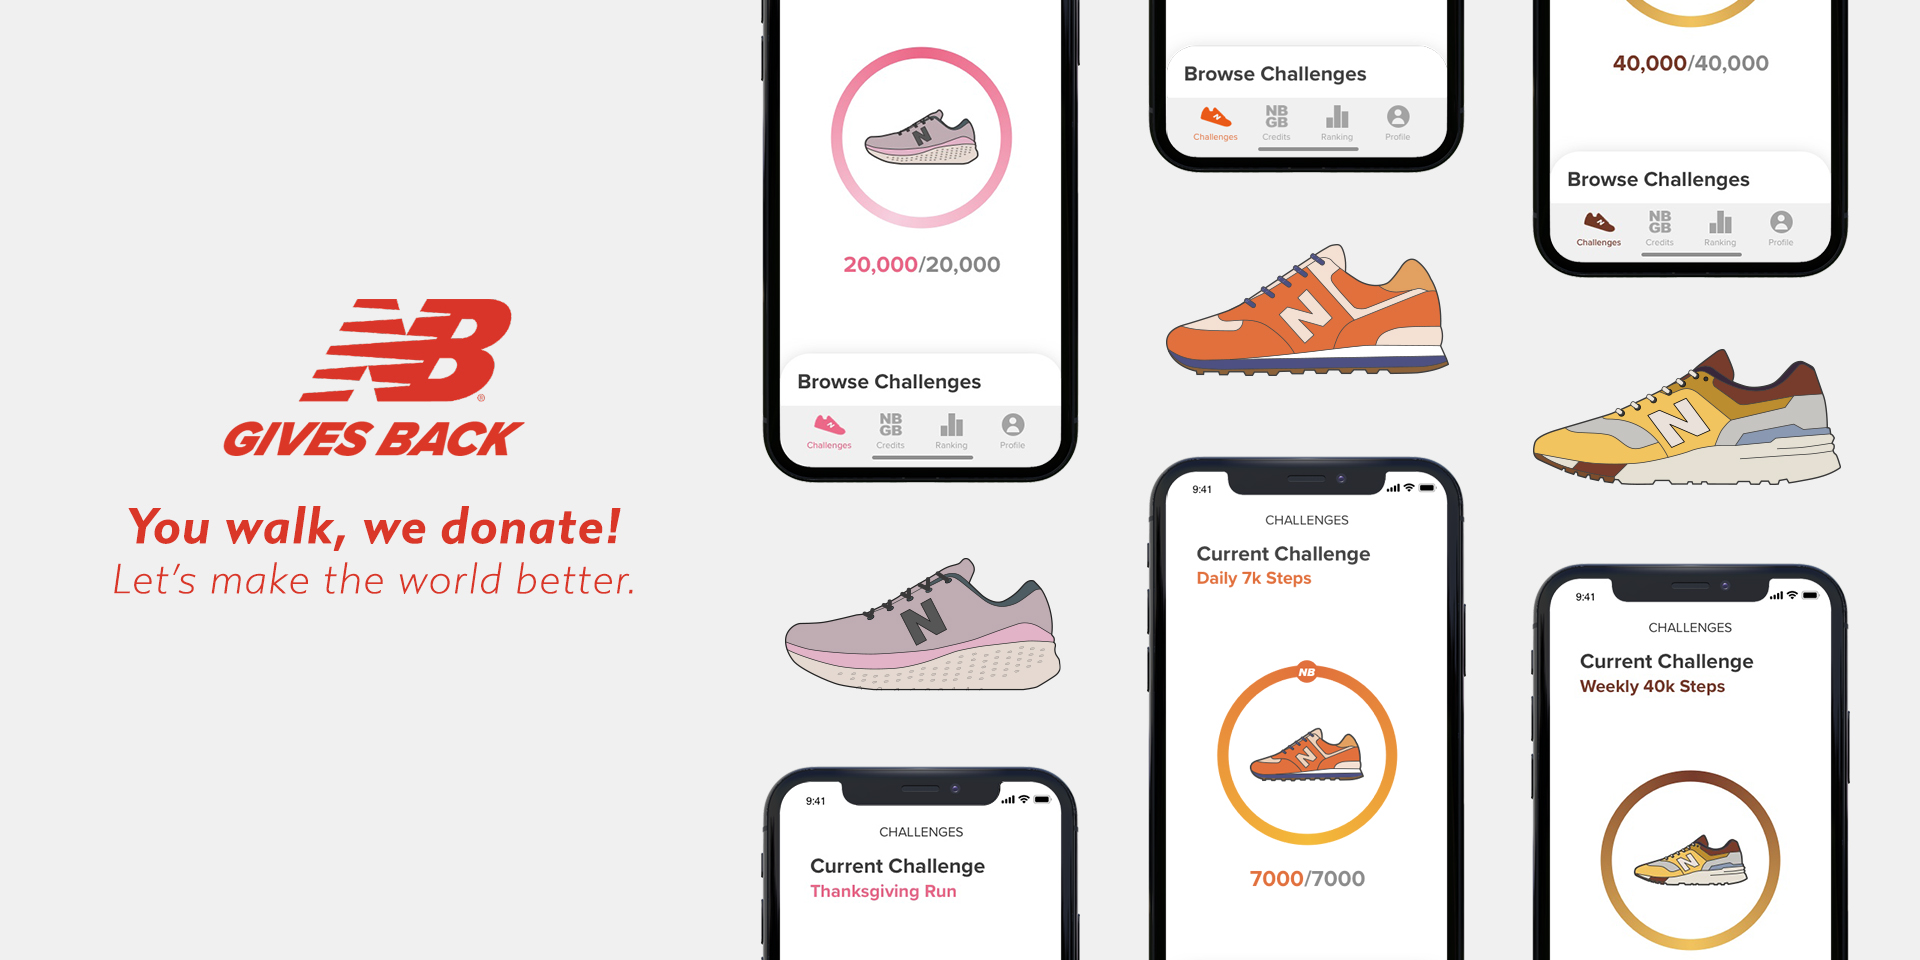 NB
®
GIVES BACK
You walk, we donate!
Let's make the world better.
N
20,000/20,000
Browse Challenges
Challenges
NB
GB
Credits
Ranking
Profile
N
9:41
CHALLENGES
Current Challenge
Thanksgiving Run
Browse Challenges
N
Challenges
NB
GB
Credits
Ranking
Profile
N
9:41
CHALLENGES
Current Challenge
Daily 7k Steps
NB
N
7000/7000
40,000/40,000
Browse Challenges
N
Challenges
NB
GB
Credits
Ranking
Profile
N
9:41
CHALLENGES
Current Challenge
Weekly 40k Steps
N